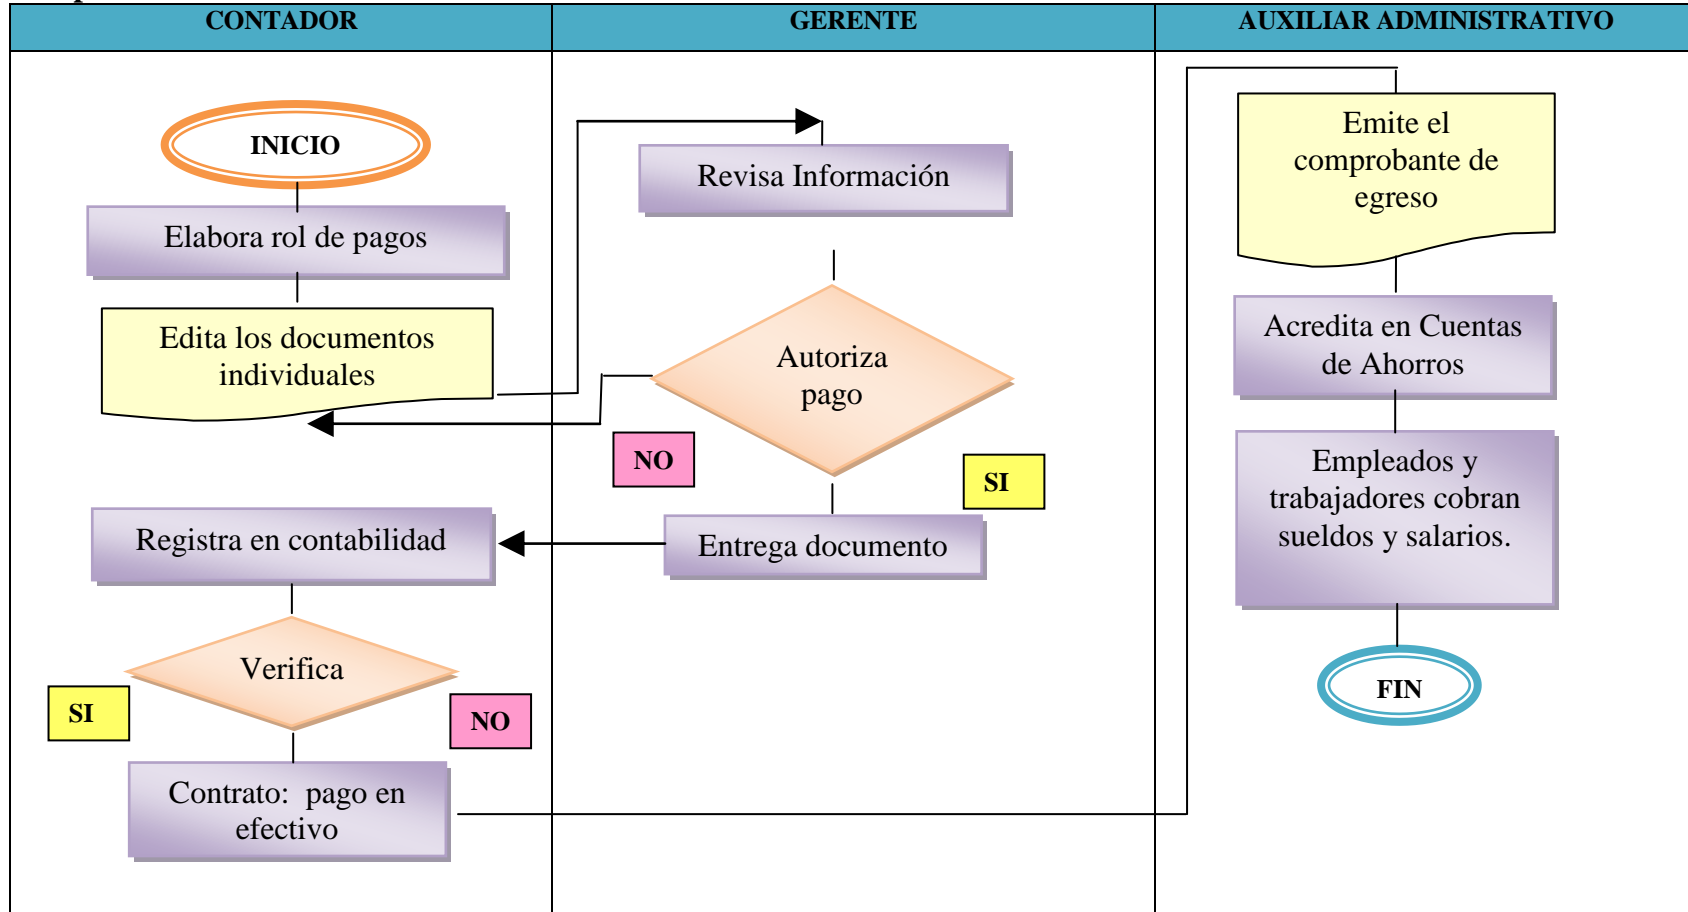 CONTADOR
GERENTE
AUXILIAR ADMINISTRATIVO
INICIO
Elabora rol de pagos
Edita los documentos
individuales
Registra en contabilidad
Verifica
SI
NO
Contrato: pago en
efectivo
Revisa Información
Autoriza
pago
NO
SI
Entrega documento
Emite el
comprobante de
egreso
Acredita en Cuentas
de Ahorros
Empleados y
trabajadores cobran
sueldos y salarios.
FIN